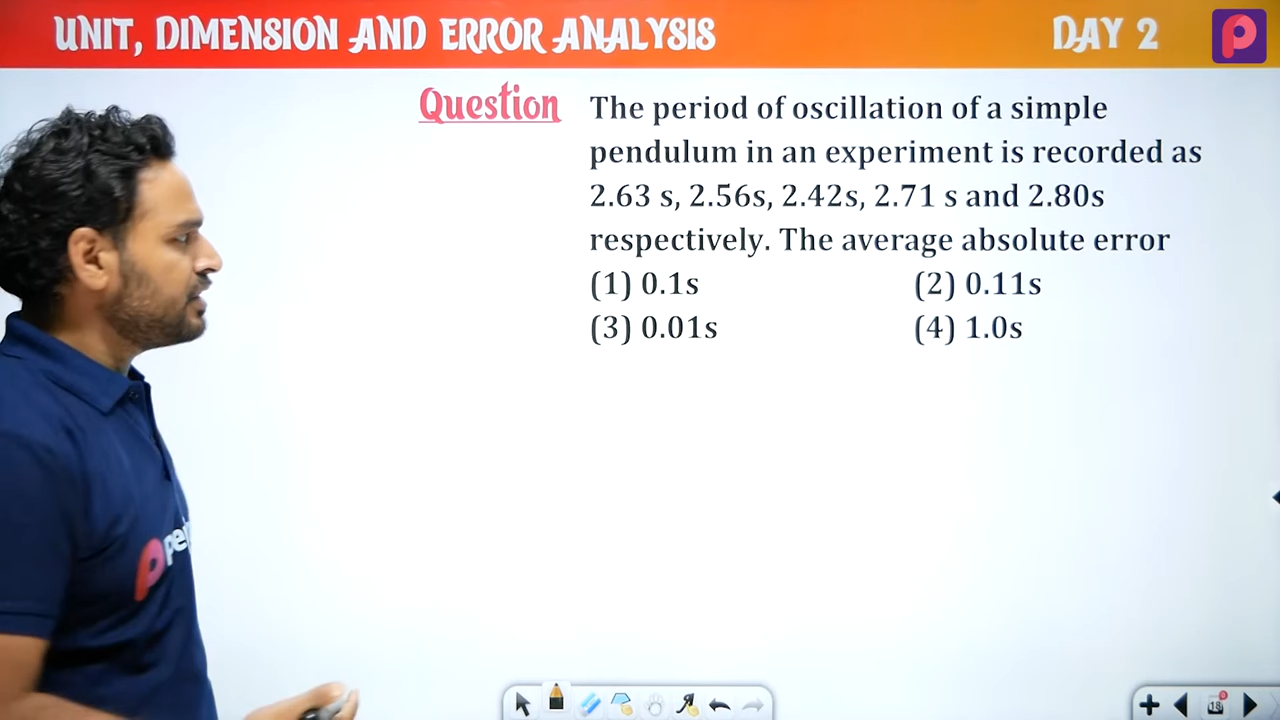 UNIT, DIMENSION AND ERROR ANALYSIS DAY 2
Question The period of oscillation of a simple
pendulum in an experiment is recorded as
2.63 s, 2.56s, 2.42s, 2.71 s and 2.80s
respectively. The average absolute error
(1) 0.1s (2) 0.11s
(3) 0.01s (4) 1.0s
18